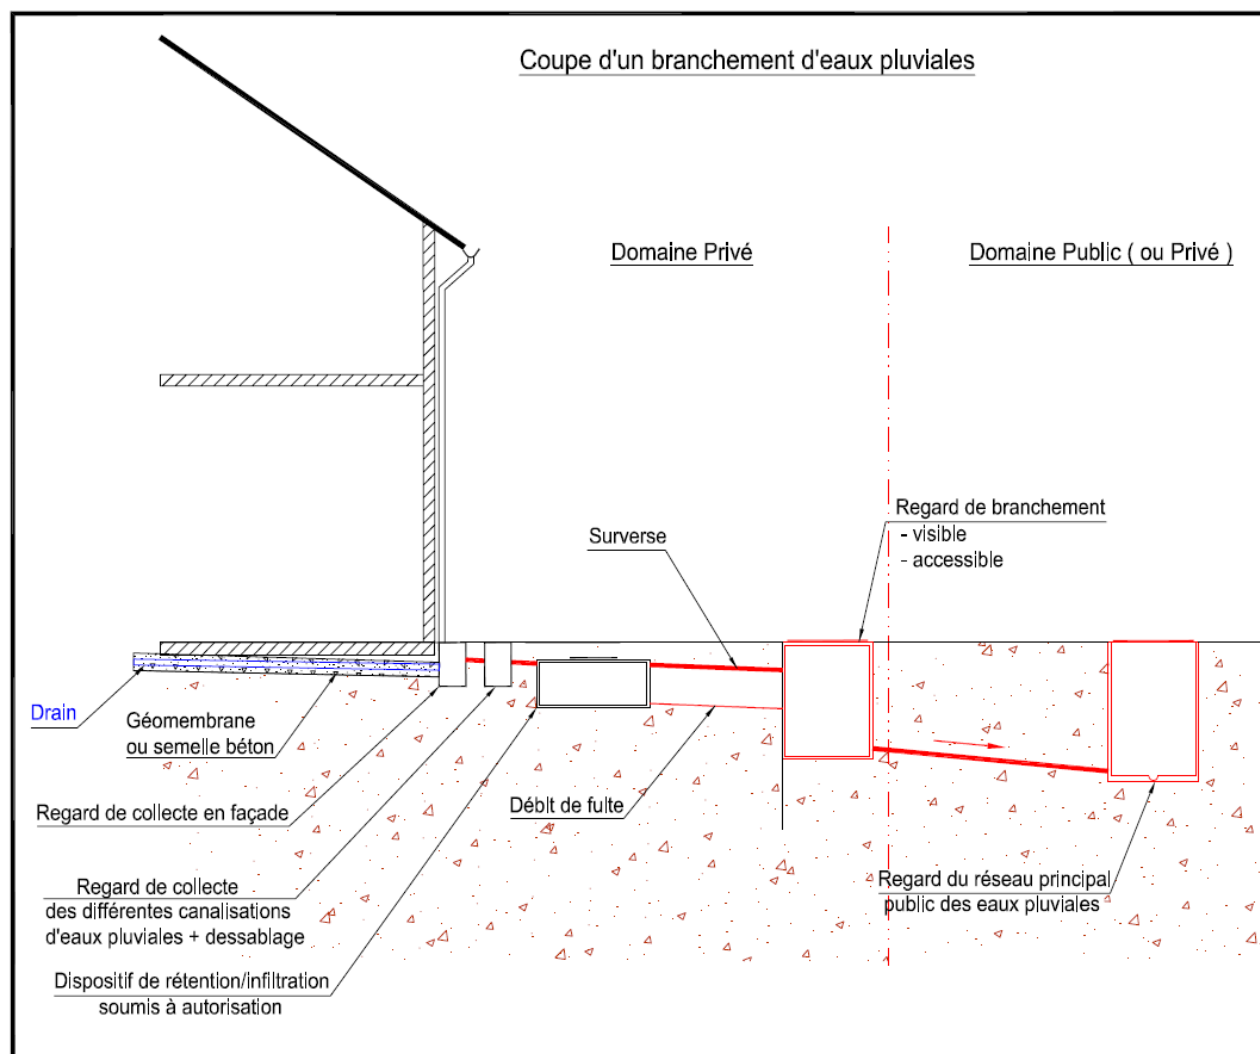 Coupe d'un branchement d'eaux pluviales
Domaine Privé
Domaine Public ( ou Privé )
Regard de branchement
- visible
- accessible
Surverse
Drain
Géomembrane
ou semelle béton
Regard de collecte en façade
Débit de fuite
Regard de collecte
des différentes canalisations
d'eaux pluviales + dessablage
Regard du réseau principal
public des eaux pluviales
Dispositif de rétention/infiltration
soumis à autorisation